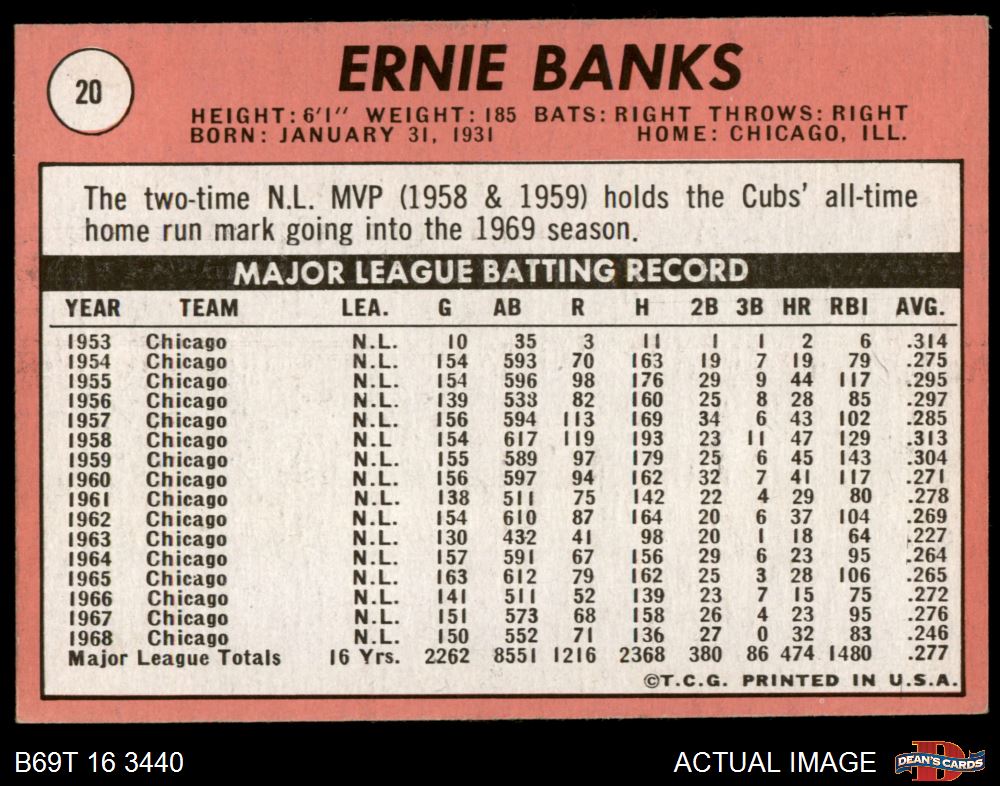 20
ERNIE BANKS
HEIGHT: 6'1" WEIGHT: 185 BATS: RIGHT THROWS: RIGHT
BORN: JANUARY 31, 1931 HOME: CHICAGO, ILL.
The two-time N.L. MVP (1958 & 1959) holds the Cubs' all-time
home run mark going into the 1969 season.
MAJOR LEAGUE BATTING RECORD
YEAR TEAM LEA. G AB R H 2B 3B HR RBI AVG.
1953 Chicago N.L. 10 35 3 11 1 1 2 6 .314
1954 Chicago N.L. 154 593 70 163 19 7 19 79 .275
1955 Chicago N.L. 154 596 98 176 29 9 44 117 .295
1956 Chicago N.L. 139 538 82 160 25 8 28 85 .297
1957 Chicago N.L. 156 594 113 169 34 6 43 102 .285
1958 Chicago N.L 154 617 119 193 23 11 47 129 .313
1959 Chicago N.L. 155 589 97 179 25 6 45 143 .304
1960 Chicago N.L. 156 597 94 162 32 7 41 117 .271
1961 Chicago N.L. 138 511 75 142 22 4 29 80 .278
1962 Chicago N.L. 154 610 87 164 20 6 37 104 .269
1963 Chicago N.L. 130 432 41 98 20 1 18 64 .227
1964 Chicago N.L. 157 591 67 156 29 6 23 95 .264
1965 Chicago N.L. 163 612 79 162 25 3 28 106 .265
1966 Chicago N.L. 141 511 52 139 23 7 15 75 .272
1967 Chicago N.L. 151 573 68 158 26 4 23 95 .276
1968 Chicago N.L. 150 552 71 136 27 0 32 83 .246
Major League Totals 16 Yrs. 2262 8551 1216 2368 380 86 474 1480 .277
©T.C.G. PRINTED IN U.S.A.
B69T 16 3440 ACTUAL IMAGE
DEAN'S CARDS